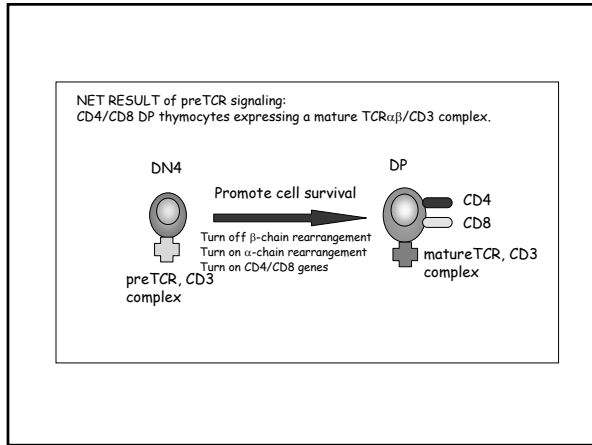 NET RESULT of preTCR signaling:
CD4/CD8 DP thymocytes expressing a mature TCRαβ/CD3 complex.
DN4
DP
Promote cell survival
CD4
CD8
Turn off β-chain rearrangement
Turn on α-chain rearrangement
Turn on CD4/CD8 genes
preTCR, CD3
complex
matureTCR, CD3
complex